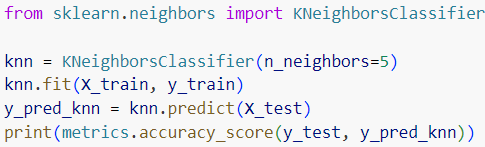 from sklearn.neighbors import KNeighborsClassifier
knn = KNeighborsClassifier(n_neighbors=5)
knn.fit(X_train, y_train)
y_pred_knn = knn.predict(X_test)
print(metrics.accuracy_score(y_test, y_pred_knn))